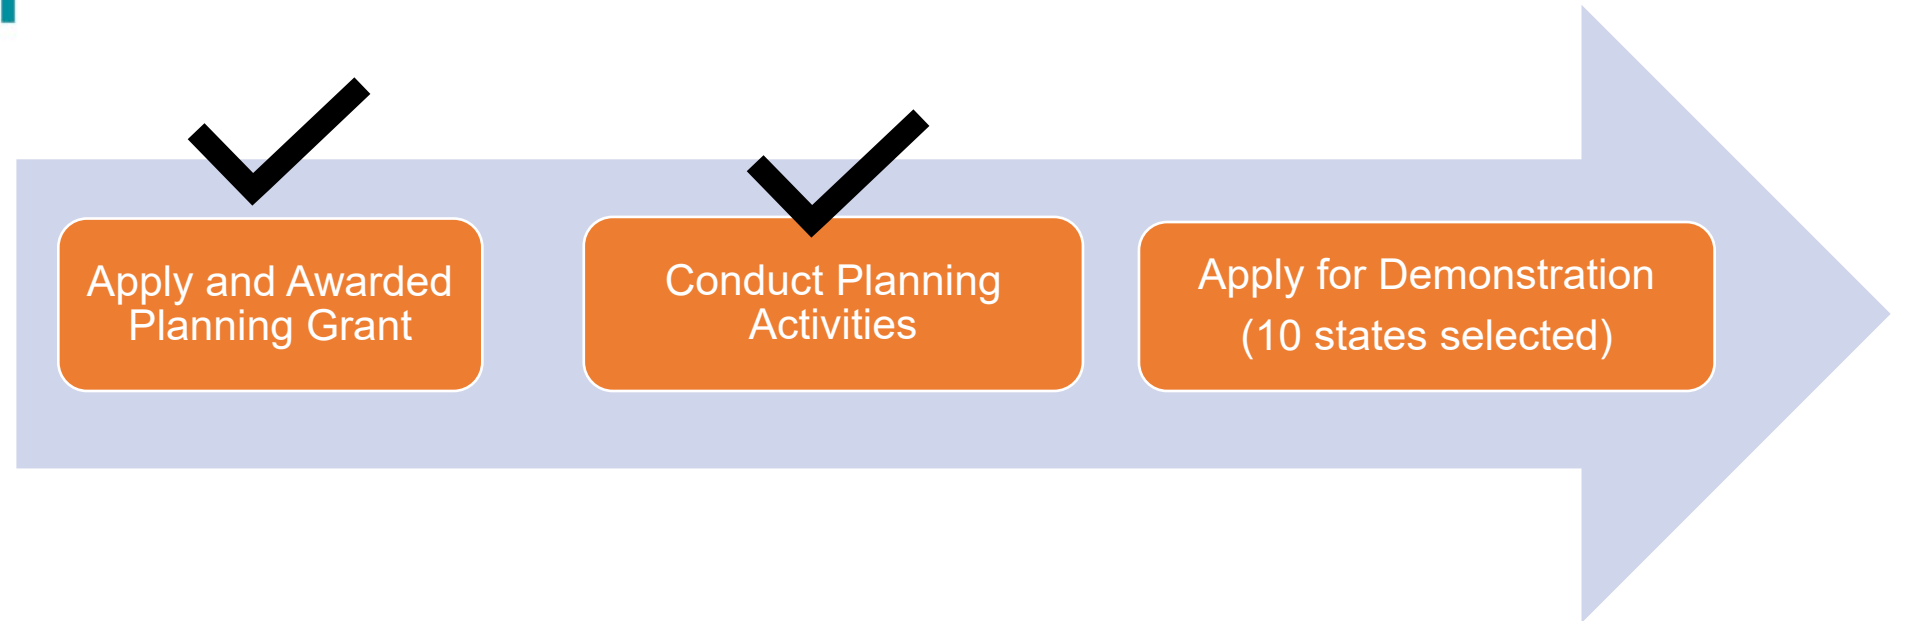 Apply and Awarded
Planning Grant
Conduct Planning
Activities
Apply for Demonstration
(10 states selected)